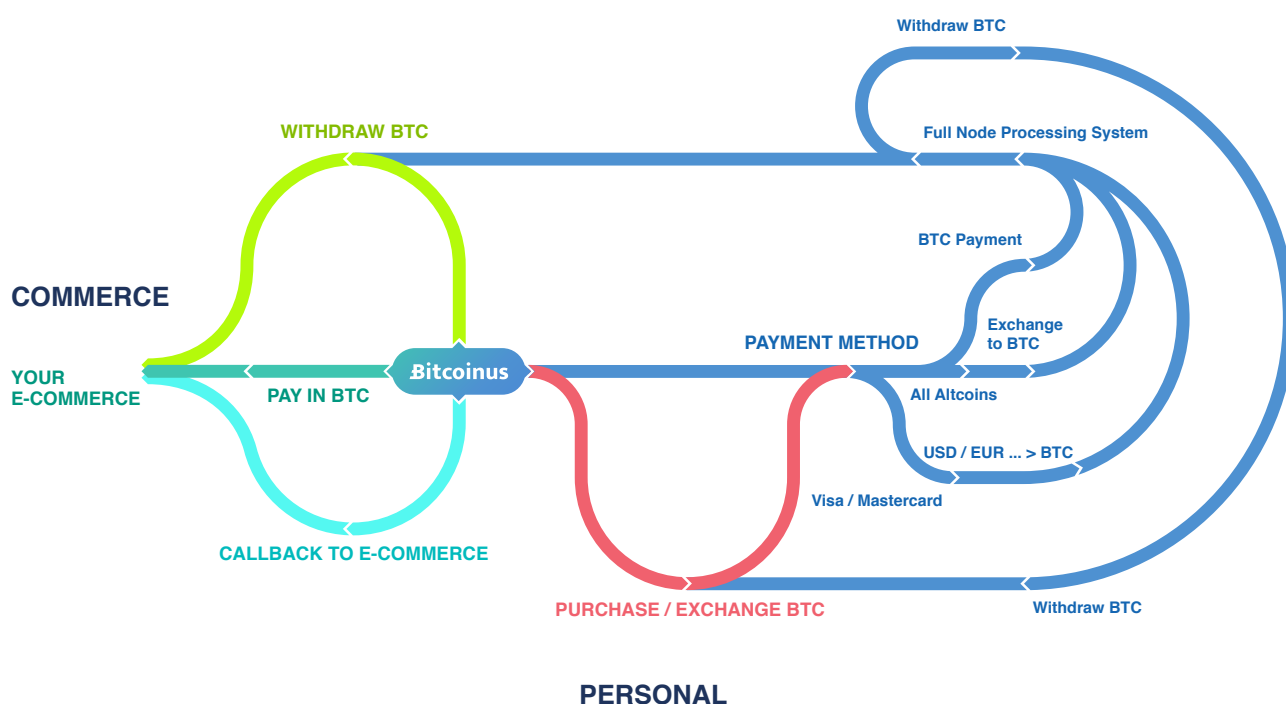 Withdraw BTC
WITHDRAW BTC
Full Node Processing System
BTC Payment
COMMERCE
Exchange
to BTC
PAYMENT METHOD
YOUR
E-COMMERCE
PAY IN BTC
Bitcoinus
All Altcoins
USD / EUR ... > BTC
Visa / Mastercard
CALLBACK TO E-COMMERCE
PURCHASE / EXCHANGE BTC
Withdraw BTC
PERSONAL